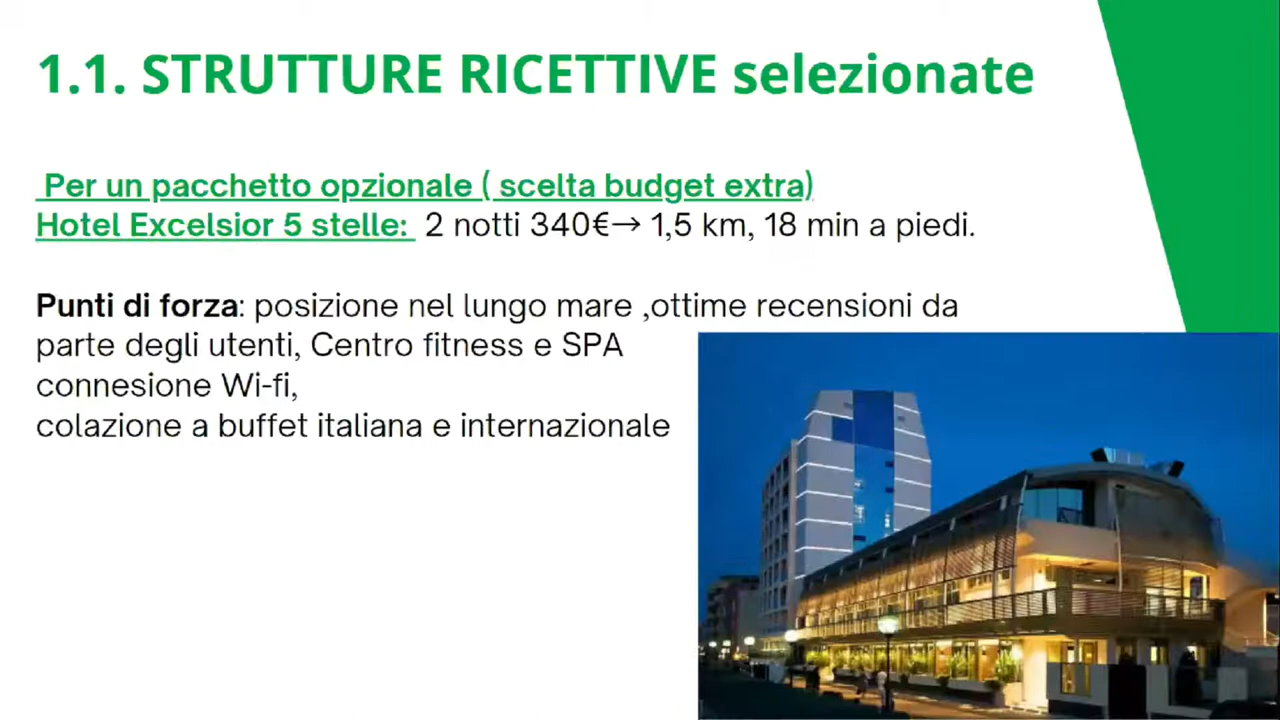 1.1. STRUTTURE RICETTIVE selezionate
Per un pacchetto opzionale ( scelta budget extra)
Hotel Excelsior 5 stelle: 2 notti 340€→ 1,5 km, 18 min a piedi.
Punti di forza: posizione nel lungo mare ,ottime recensioni da
parte degli utenti, Centro fitness e SPA
connesione Wi-fi,
colazione a buffet italiana e internazionale